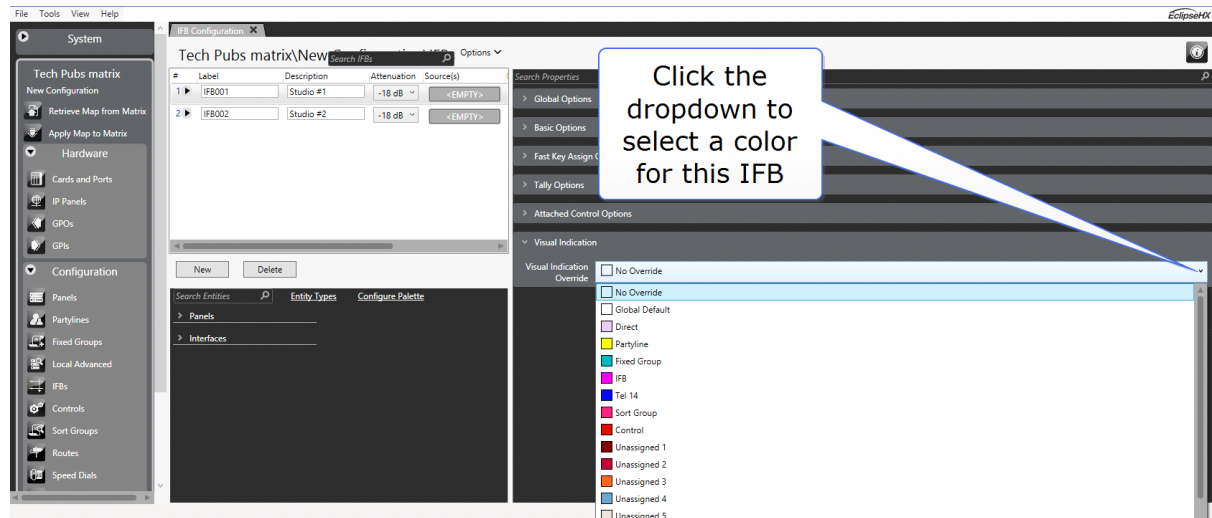 File Tools View Help
EclipseHX
System
IFB Configuration X
Tech Pubs matrix\New
Search IFBs
Options
Tech Pubs matrix
New Configuration
Retrieve Map from Matrix
Apply Map to Matrix
Hardware
Cards and Ports
IP Panels
GPOs
GPIs
Configuration
Panels
Partylines
Fixed Groups
Local Advanced
IFBs
Controls
Sort Groups
Routes
Speed Dials
# Label Description Attenuation Source(s)
1 IFB001 Studio #1 -18 dB <EMPTY>
2 IFB002 Studio #2 -18 dB <EMPTY>
New Delete
Search Entities Entity Types Configure Palette
> Panels
> Interfaces
Search Properties
> Global Options
> Basic Options
> Fast Key Assign
> Tally Options
> Attached Control Options
Visual Indication
Visual Indication
Override
No Override
No Override
Global Default
Direct
Partyline
Fixed Group
IFB
Tel 14
Sort Group
Control
Unassigned 1
Unassigned 2
Unassigned 3
Unassigned 4
Unassigned 5
Click the
dropdown to
select a color
for this IFB